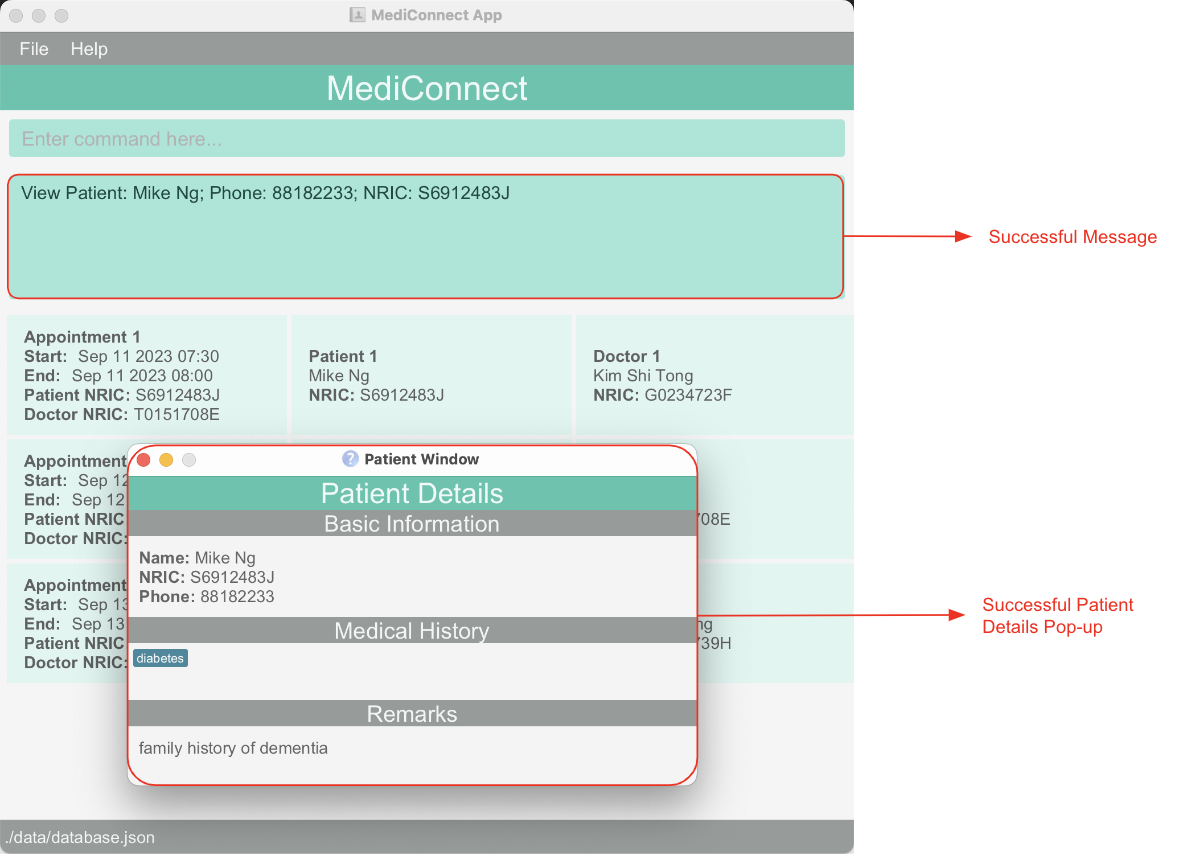 MediConnect App
File Help
MediConnect
Enter command here...
View Patient: Mike Ng; Phone: 88182233; NRIC: S6912483J
Successful Message
Appointment 1
Start: Sep 11 2023 07:30
End: Sep 11 2023 08:00
Patient NRIC: S6912483J
Doctor NRIC: T0151708E
Patient 1
Mike Ng
NRIC: S6912483J
Doctor 1
Kim Shi Tong
NRIC: G0234723F
Appointment
Start: Sep 12
End: Sep 12
Patient NRIC
Doctor NRIC:
708E
Appointment
Start: Sep 13
End: Sep 13
Patient NRIC
Doctor NRIC:
ng
739H
Patient Window
Patient Details
Basic Information
Name: Mike Ng
NRIC: S6912483J
Phone: 88182233
Medical History
diabetes
Remarks
family history of dementia
Successful Patient
Details Pop-up
./data/database.json